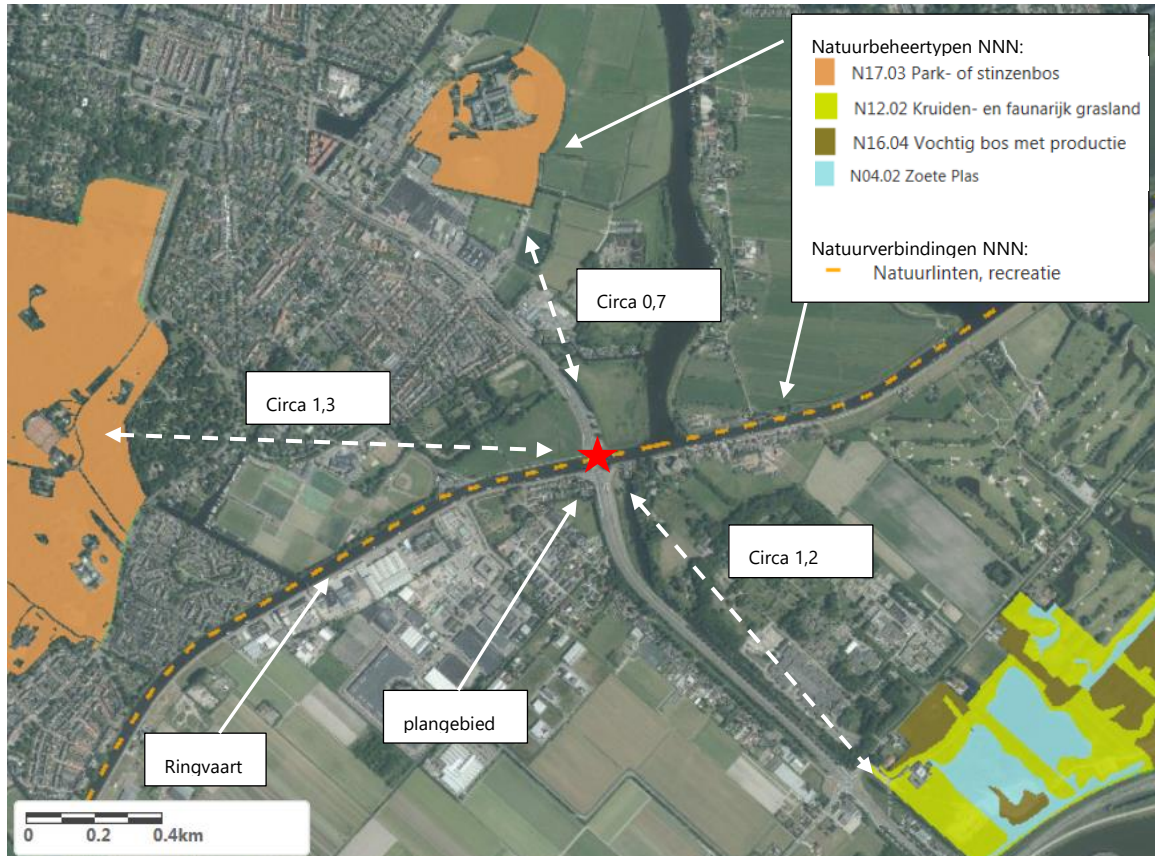 Natuurbeheertypen NNN:
N17.03 Park- of stinzenbos
N12.02 Kruiden- en faunarijk grasland
N16.04 Vochtig bos met productie
N04.02 Zoete Plas
Natuurverbindingen NNN:
Natuurlinten, recreatie
Circa 0,7
Circa 1,3
Circa 1,2
plangebied
Ringvaart
0 0.2 0.4km